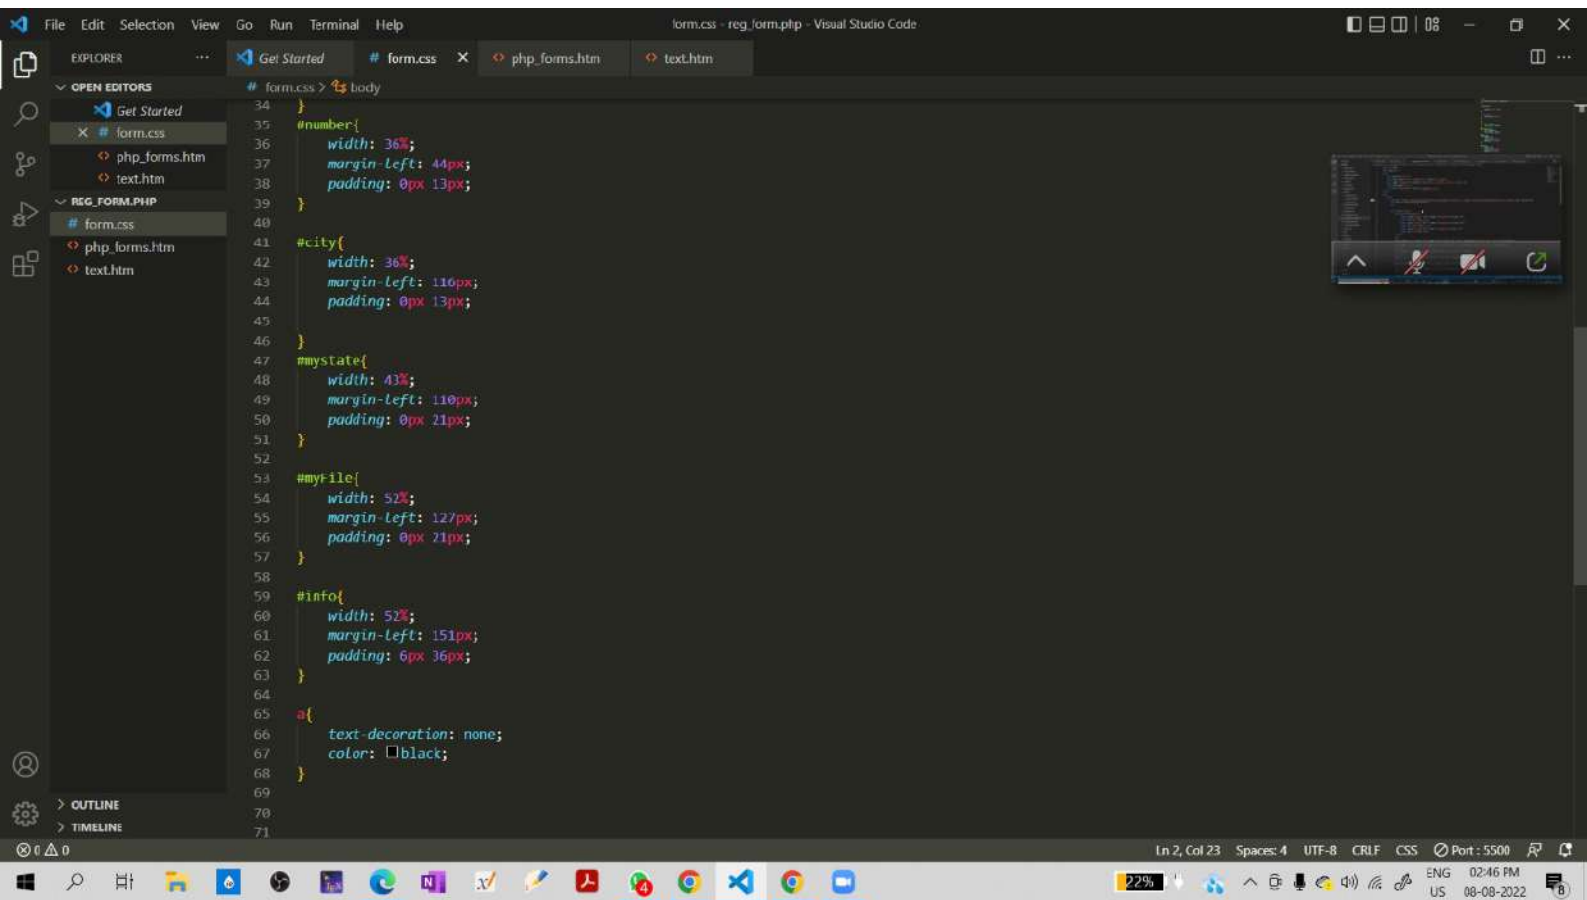 File Edit Selection View Go Run Terminal Help
form.css - reg_form.php - Visual Studio Code
EXPLORER
Get Started
# form.css
php_forms.htm
text.htm
OPEN EDITORS
# form.css > body
Get Started
# form.css
php_forms.htm
text.htm
REG_FORM.PHP
# form.css
php_forms.htm
text.htm
34 }
35 #number{
36 width: 36%;
37 margin-left: 44px;
38 padding: 0px 13px;
39 }
40
41 #city{
42 width: 36%;
43 margin-left: 116px;
44 padding: 0px 13px;
45
46 }
47 #mystate{
48 width: 43%;
49 margin-left: 110px;
50 padding: 0px 21px;
51 }
52
53 #myFile{
54 width: 52%;
55 margin-left: 127px;
56 padding: 0px 21px;
57 }
58
59 #info{
60 width: 52%;
61 margin-left: 151px;
62 padding: 6px 36px;
63 }
64
65 a{
66 text-decoration: none;
67 color: black;
68 }
69
70
71
OUTLINE
TIMELINE
0 0
Ln 2, Col 23 Spaces: 4 UTF-8 CRLF CSS Port : 5500
22%
ENG
US
02:46 PM
08-08-2022